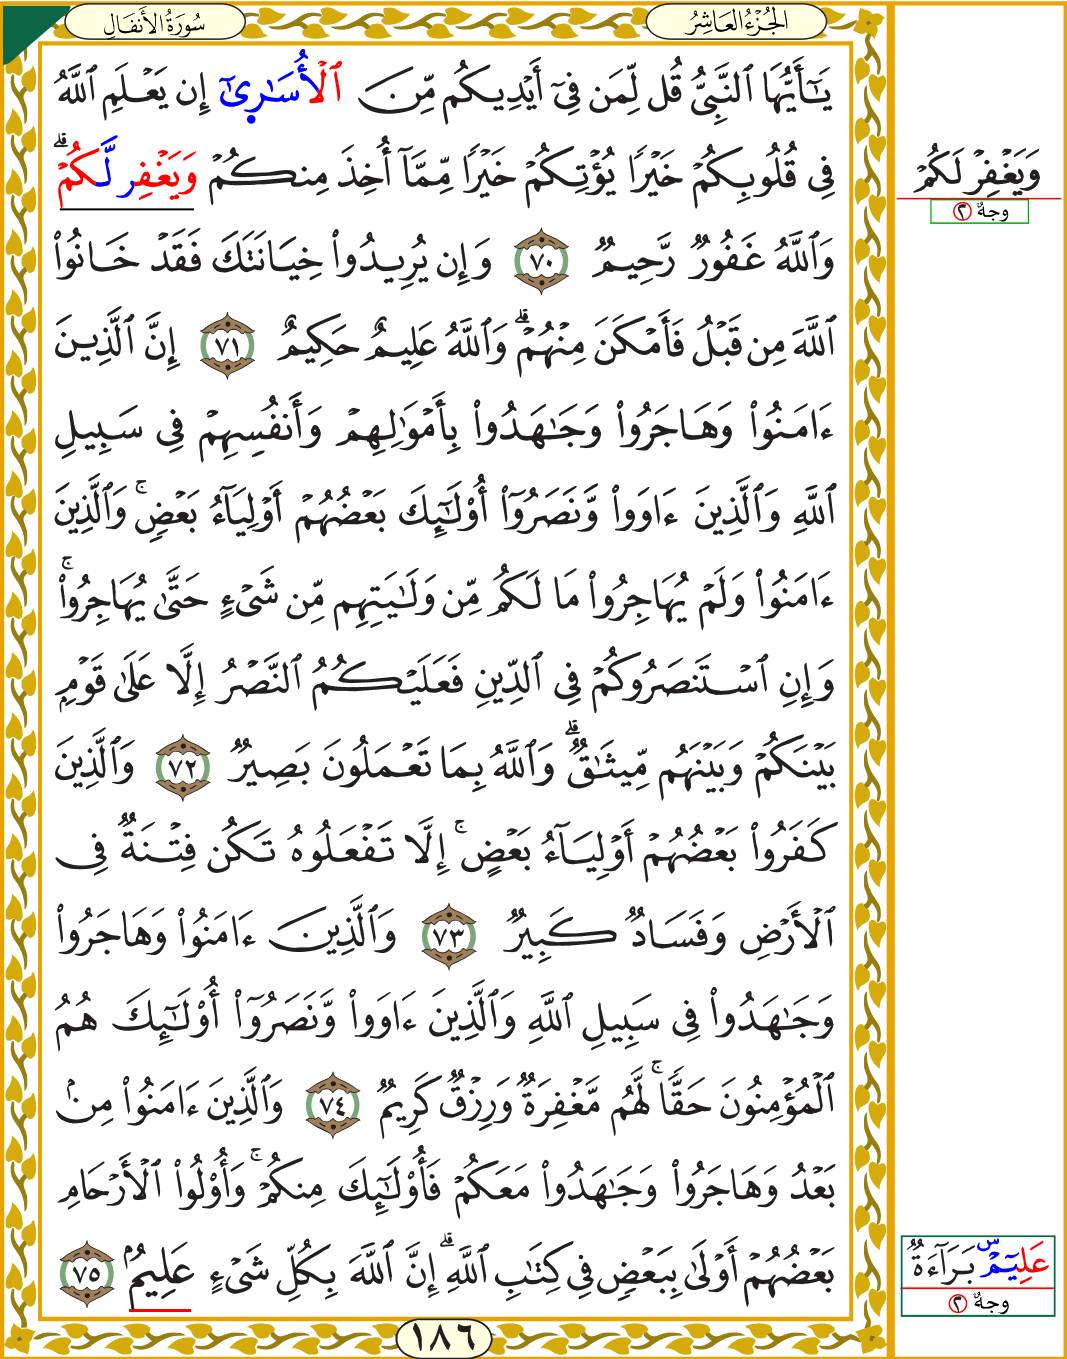 سُورَةُ الأَنفَالِ
الجُزْءُ العَاشِرُ
يَـٰٓأَيُّهَا ٱلنَّبِىُّ قُل لِّمَن فِىٓ أَيْدِيكُم مِّنَ ٱلْأُسَـٰرِىٰٓ إِن يَعْلَمِ ٱللَّهُ
فِى قُلُوبِكُمْ خَيْرًا يُؤْتِكُمْ خَيْرًا مِّمَّآ أُخِذَ مِنكُمْ وَيَغْفِر لَّكُمْ ۗ
وَٱللَّهُ غَفُورٌ رَّحِيمٌ ٧٠ وَإِن يُرِيدُوا۟ خِيَانَتَكَ فَقَدْ خَانُوا۟
ٱللَّهَ مِن قَبْلُ فَأَمْكَنَ مِنْهُمْ ۗ وَٱللَّهُ عَلِيمٌ حَكِيمٌ ٧١ إِنَّ ٱلَّذِينَ
ءَامَنُوا۟ وَهَاجَرُوا۟ وَجَـٰهَدُوا۟ بِأَمْوَٰلِهِمْ وَأَنفُسِهِمْ فِى سَبِيلِ
ٱللَّهِ وَٱلَّذِينَ ءَاوَوا۟ وَّنَصَرُوٓا۟ أُو۟لَـٰٓئِكَ بَعْضُهُمْ أَوْلِيَآءُ بَعْضٍ ۚ وَٱلَّذِينَ
ءَامَنُوا۟ وَلَمْ يُهَاجِرُوا۟ مَا لَكُم مِّن وَلَـٰيَتِهِم مِّن شَىْءٍ حَتَّىٰ يُهَاجِرُوا۟ ۚ
وَإِنِ ٱسْتَنصَرُوكُمْ فِى ٱلدِّينِ فَعَلَيْكُمُ ٱلنَّصْرُ إِلَّا عَلَىٰ قَوْمٍۭ
بَيْنَكُمْ وَبَيْنَهُم مِّيثَـٰقٌ ۗ وَٱللَّهُ بِمَا تَعْمَلُونَ بَصِيرٌ ٧٢ وَٱلَّذِينَ
كَفَرُوا۟ بَعْضُهُمْ أَوْلِيَآءُ بَعْضٍ ۚ إِلَّا تَفْعَلُوهُ تَكُن فِتْنَةٌ فِى
ٱلْأَرْضِ وَفَسَادٌ كَبِيرٌ ٧٣ وَٱلَّذِينَ ءَامَنُوا۟ وَهَاجَرُوا۟
وَجَـٰهَدُوا۟ فِى سَبِيلِ ٱللَّهِ وَٱلَّذِينَ ءَاوَوا۟ وَّنَصَرُوٓا۟ أُو۟لَـٰٓئِكَ هُمُ
ٱلْمُؤْمِنُونَ حَقًّا ۚ لَّهُم مَّغْفِرَةٌ وَرِزْقٌ كَرِيمٌ ٧٤ وَٱلَّذِينَ ءَامَنُوا۟ مِنۢ
بَعْدُ وَهَاجَرُوا۟ وَجَـٰهَدُوا۟ مَعَكُمْ فَأُو۟لَـٰٓئِكَ مِنكُمْ ۚ وَأُو۟لُوا۟ ٱلْأَرْحَامِ
بَعْضُهُمْ أَوْلَىٰ بِبَعْضٍ فِى كِتَـٰبِ ٱللَّهِ ۗ إِنَّ ٱللَّهَ بِكُلِّ شَىْءٍ عَلِيمٌۢ ٧٥
١٨٦
وَيَغْفِرْ لَكُمْ
وجهٌ ٢
عَلِيمٌ س بَرَآءَةٌ
وجهٌ ٢